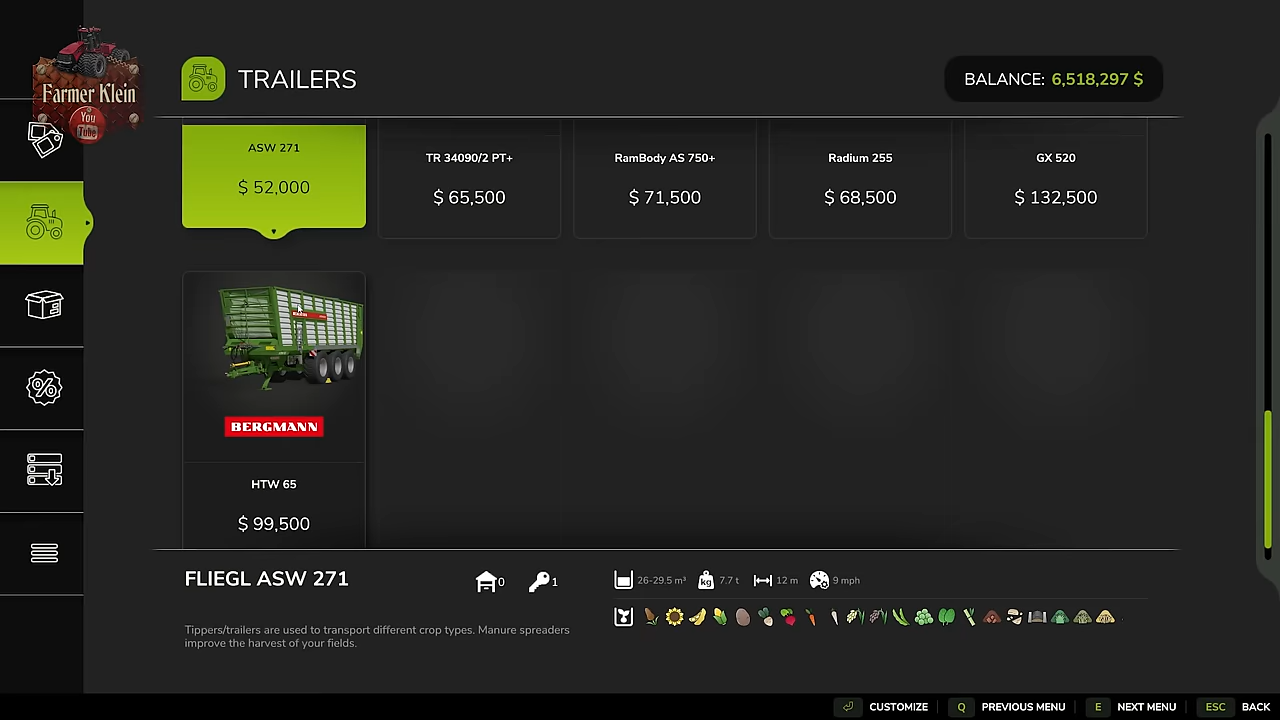 Farmer Klein
You
Tube
TRAILERS
BALANCE: 6,518,297 $
ASW 271
$ 52,000
TR 34090/2 PT+
$ 65,500
RamBody AS 750+
$ 71,500
Radium 255
$ 68,500
GX 520
$ 132,500
BERGMANN
HTW 65
$ 99,500
FLIEGL ASW 271
0
1
26-29.5 m³
kg
7.7 t
12 m
9 mph
Tippers/trailers are used to transport different crop types. Manure spreaders
improve the harvest of your fields.
CUSTOMIZE
Q
PREVIOUS MENU
E
NEXT MENU
ESC
BACK